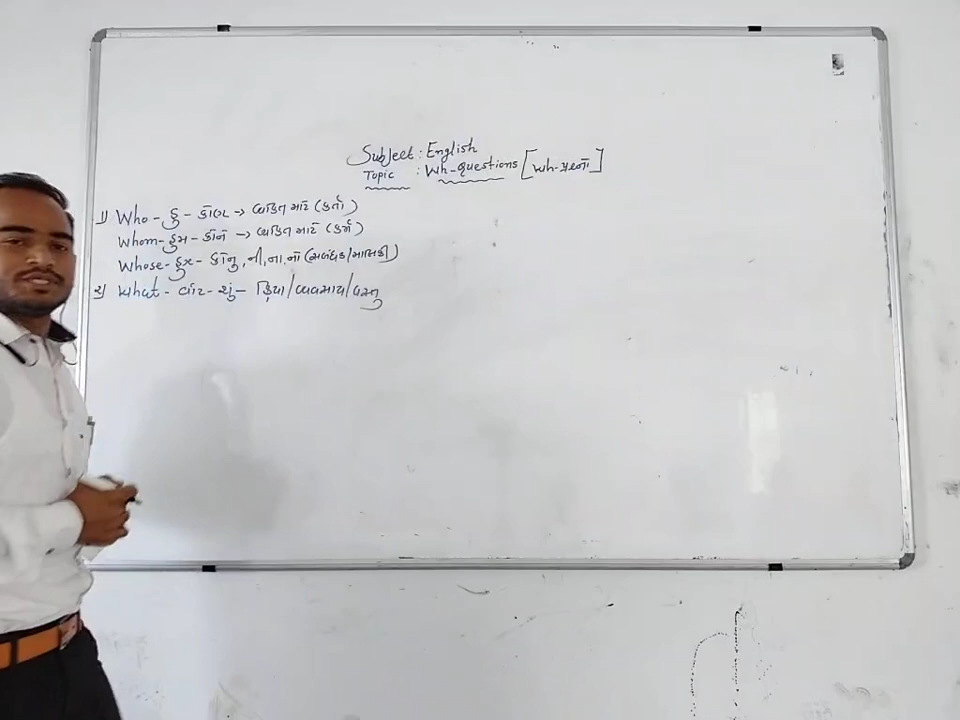 Subject : English
Topic : Wh-Questions [Wh-પ્રશ્નો]
1) Who - હુ - કોણ -> વ્યક્તિ માટે (કર્તા)
Whom - હુમ - કોને -> વ્યક્તિ માટે (કર્મ)
Whose - હુઝ - કોનુ, ની, ના, નો (સબંધક/માલિકી)
2) What - વોટ - શું - ક્રિયા/વ્યવસાય/વસ્તુ